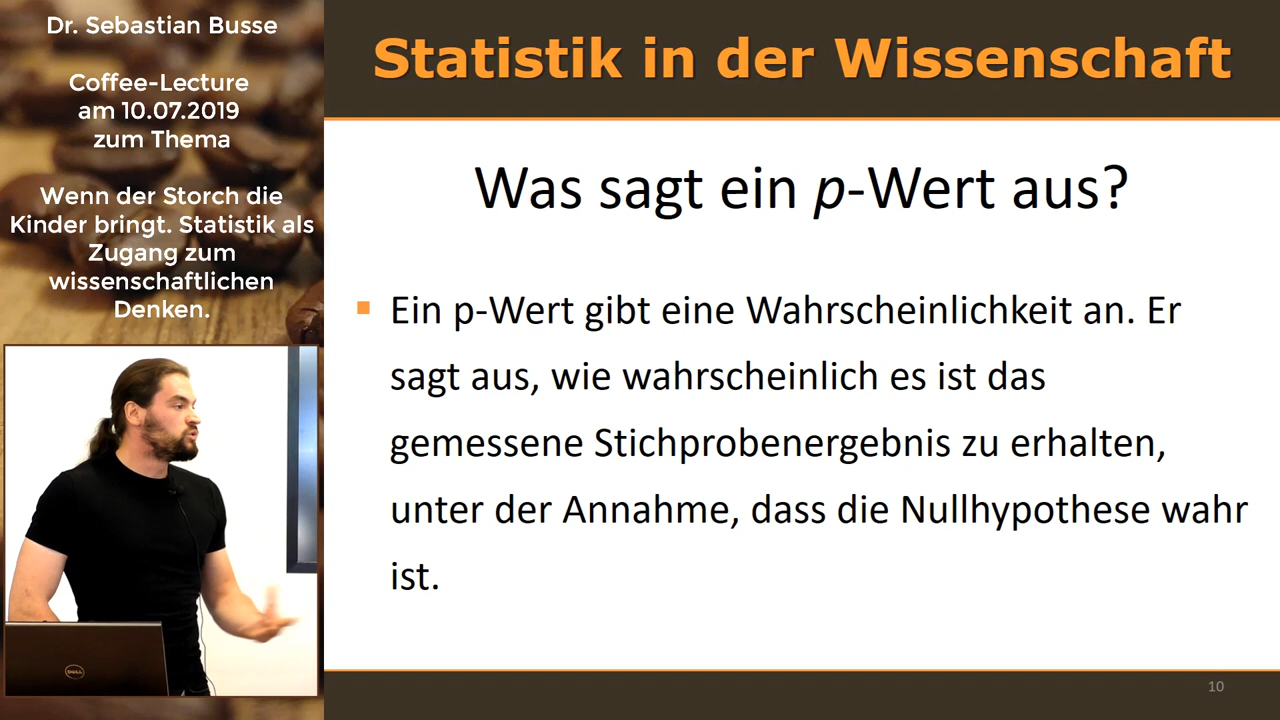 Dr. Sebastian Busse
Coffee-Lecture
am 10.07.2019
zum Thema
Wenn der Storch die
Kinder bringt. Statistik als
Zugang zum
wissenschaftlichen
Denken.
DELL
Statistik in der Wissenschaft
Was sagt ein p-Wert aus?
Ein p-Wert gibt eine Wahrscheinlichkeit an. Er
sagt aus, wie wahrscheinlich es ist das
gemessene Stichprobenergebnis zu erhalten,
unter der Annahme, dass die Nullhypothese wahr
ist.
10